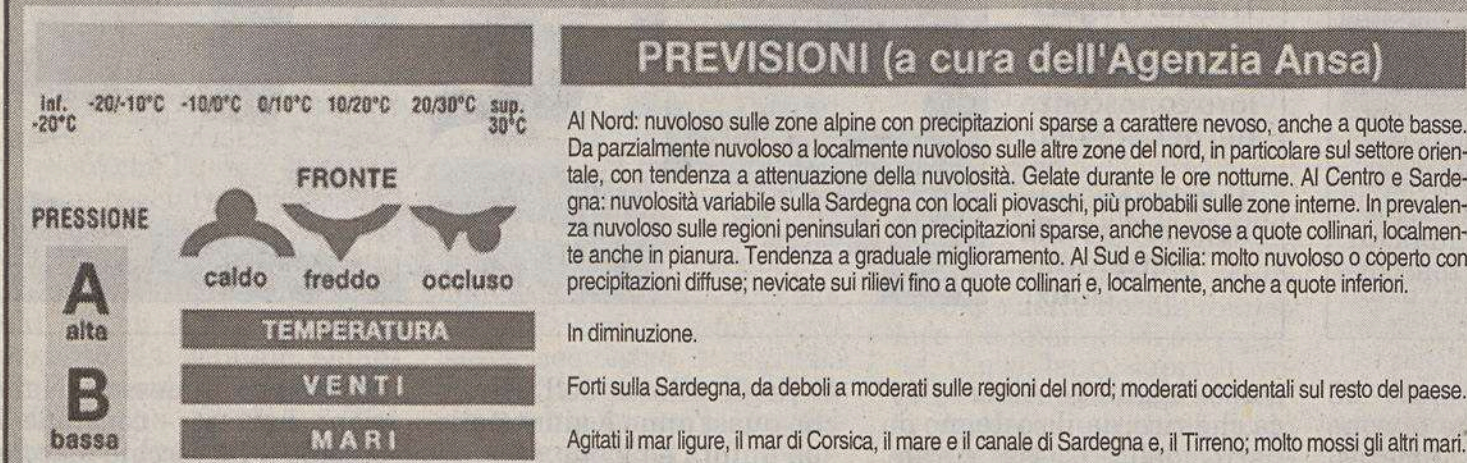 PREVISIONI (a cura dell'Agenzia Ansa)
inf. -20/-10°C -10/0°C 0/10°C 10/20°C 20/30°C sup.
-20°C 30°C
FRONTE
PRESSIONE
caldo freddo occluso
A
alta
B
bassa
Al Nord: nuvoloso sulle zone alpine con precipitazioni sparse a carattere nevoso, anche a quote basse.
Da parzialmente nuvoloso a localmente nuvoloso sulle altre zone del nord, in particolare sul settore orien-
tale, con tendenza a attenuazione della nuvolosità. Gelate durante le ore notturne. Al Centro e Sarde-
gna: nuvolosità variabile sulla Sardegna con locali piovaschi, più probabili sulle zone interne. In prevalen-
za nuvoloso sulle regioni peninsulari con precipitazioni sparse, anche nevose a quote collinari, localmen-
te anche in pianura. Tendenza a graduale miglioramento. Al Sud e Sicilia: molto nuvoloso o coperto con
precipitazioni diffuse; nevicate sui rilievi fino a quote collinari e, localmente, anche a quote inferiori.
TEMPERATURA In diminuzione.
VENTI Forti sulla Sardegna, da deboli a moderati sulle regioni del nord; moderati occidentali sul resto del paese.
MARI Agitati il mar ligure, il mar di Corsica, il mare e il canale di Sardegna e, il Tirreno; molto mossi gli altri mari.